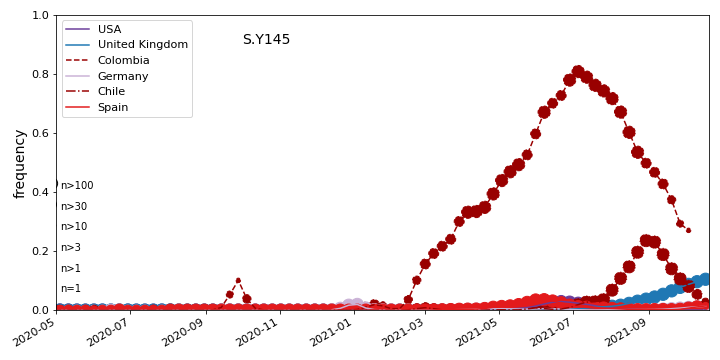 S.Y145
USA
United Kingdom
Colombia
Germany
Chile
Spain
frequency
1.0
0.8
0.6
0.4
0.2
0.0
n>100
n>30
n>10
n>3
n>1
n=1
2020-05
2020-07
2020-09
2020-11
2021-01
2021-03
2021-05
2021-07
2021-09